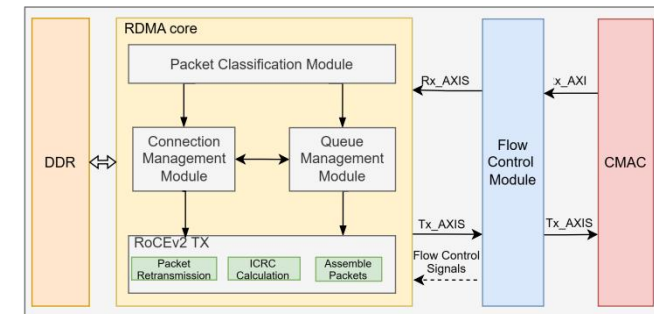 RDMA core
Packet Classification Module
Connection
Management
Module
Queue
Management
Module
RoCEv2 TX
Packet
Retransmission
ICRC
Calculation
Assemble
Packets
DDR
Rx_AXIS
Tx_AXIS
Flow Control
Signals
Flow
Control
Module
:x_AXI
Tx_AXIS
CMAC